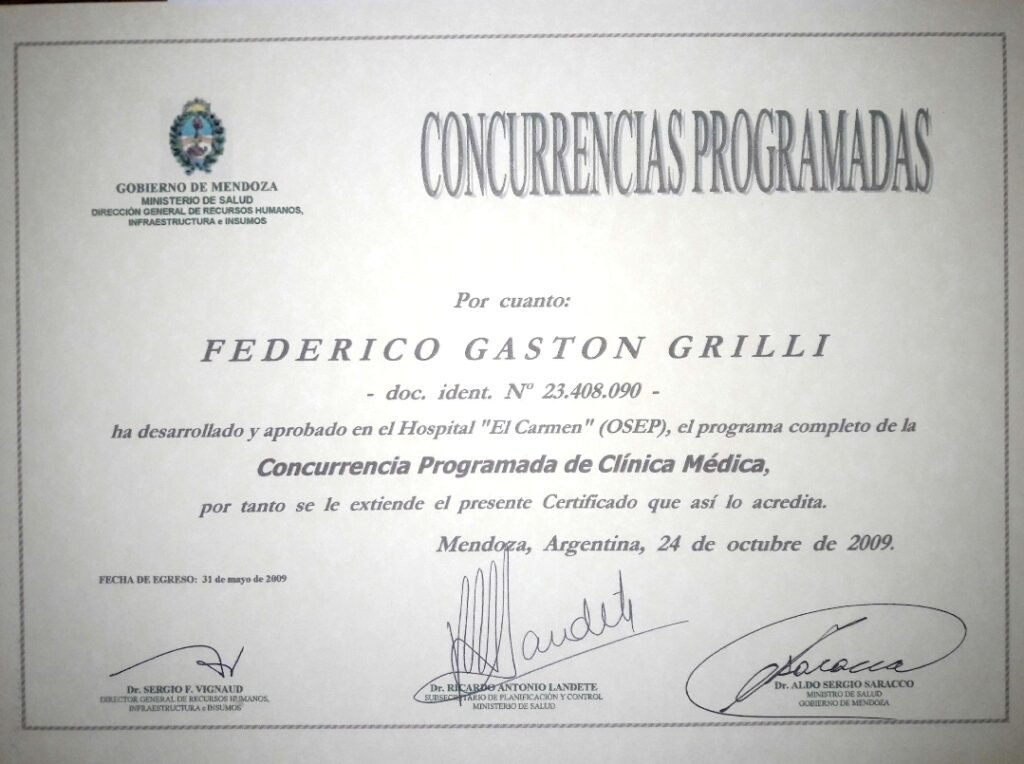 GOBIERNO DE MENDOZA
MINISTERIO DE SALUD
DIRECCIÓN GENERAL DE RECURSOS HUMANOS,
INFRAESTRUCTURA e INSUMOS
CONCURRENCIAS PROGRAMADAS
Por cuanto:
FEDERICO GASTON GRILLI
- doc. ident. Nº 23.408.090 -
ha desarrollado y aprobado en el Hospital "El Carmen" (OSEP), el programa completo de la
Concurrencia Programada de Clínica Médica,
por tanto se le extiende el presente Certificado que así lo acredita.
Mendoza, Argentina, 24 de octubre de 2009.
FECHA DE EGRESO: 31 de mayo de 2009
Dr. SERGIO F. VIGNAUD
DIRECTOR GENERAL DE RECURSOS HUMANOS,
INFRAESTRUCTURA e INSUMOS
Dr. RICARDO ANTONIO LANDETE
SUBSECRETARIO DE PLANIFICACIÓN Y CONTROL
MINISTERIO DE SALUD
Dr. ALDO SERGIO SARACCO
MINISTRO DE SALUD
GOBIERNO DE MENDOZA